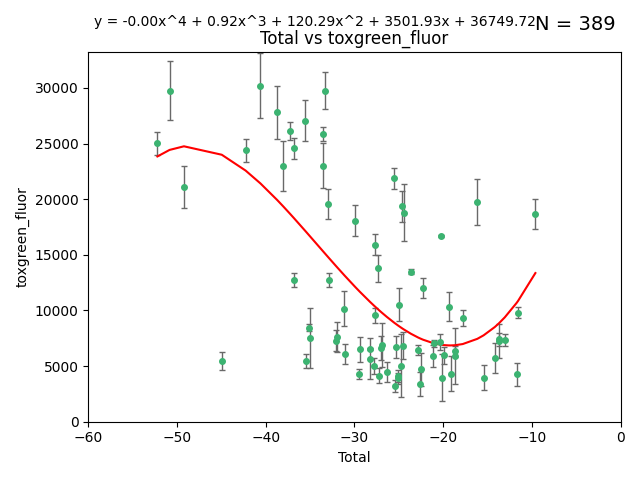 y = -0.00x^4 + 0.92x^3 + 120.29x^2 + 3501.93x + 36749.72
N = 389
Total vs toxgreen_fluor
30000
25000
20000
15000
10000
5000
0
toxgreen_fluor
−60 −50 −40 −30 −20 −10 0
Total